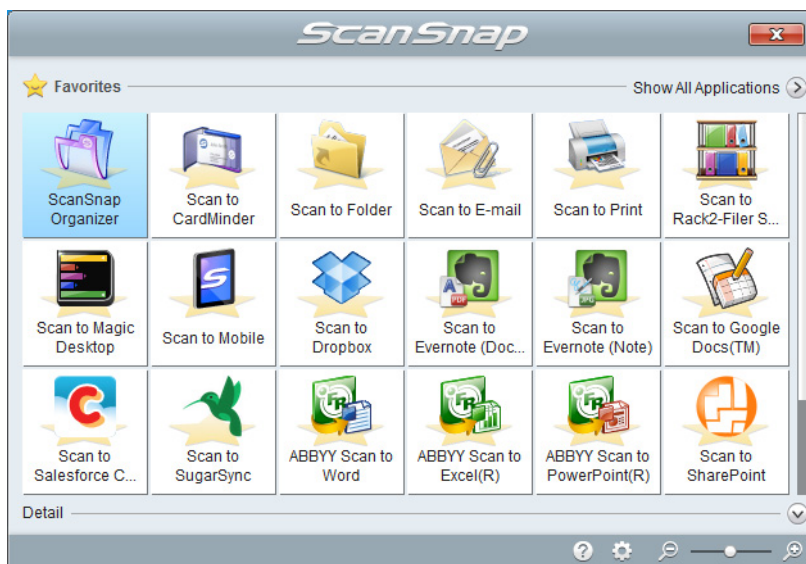 ScanSnap
Favorites
Show All Applications
ScanSnap
Organizer
Scan to
CardMinder
Scan to Folder
Scan to E-mail
Scan to Print
Scan to
Rack2-Filer S...
Scan to Magic
Desktop
Scan to Mobile
Scan to
Dropbox
Scan to
Evernote (Doc...
Scan to
Evernote (Note)
Scan to Google
Docs(TM)
Scan to
Salesforce C...
Scan to
SugarSync
ABBYY Scan to
Word
ABBYY Scan to
Excel(R)
ABBYY Scan to
PowerPoint(R)
Scan to
SharePoint
Detail